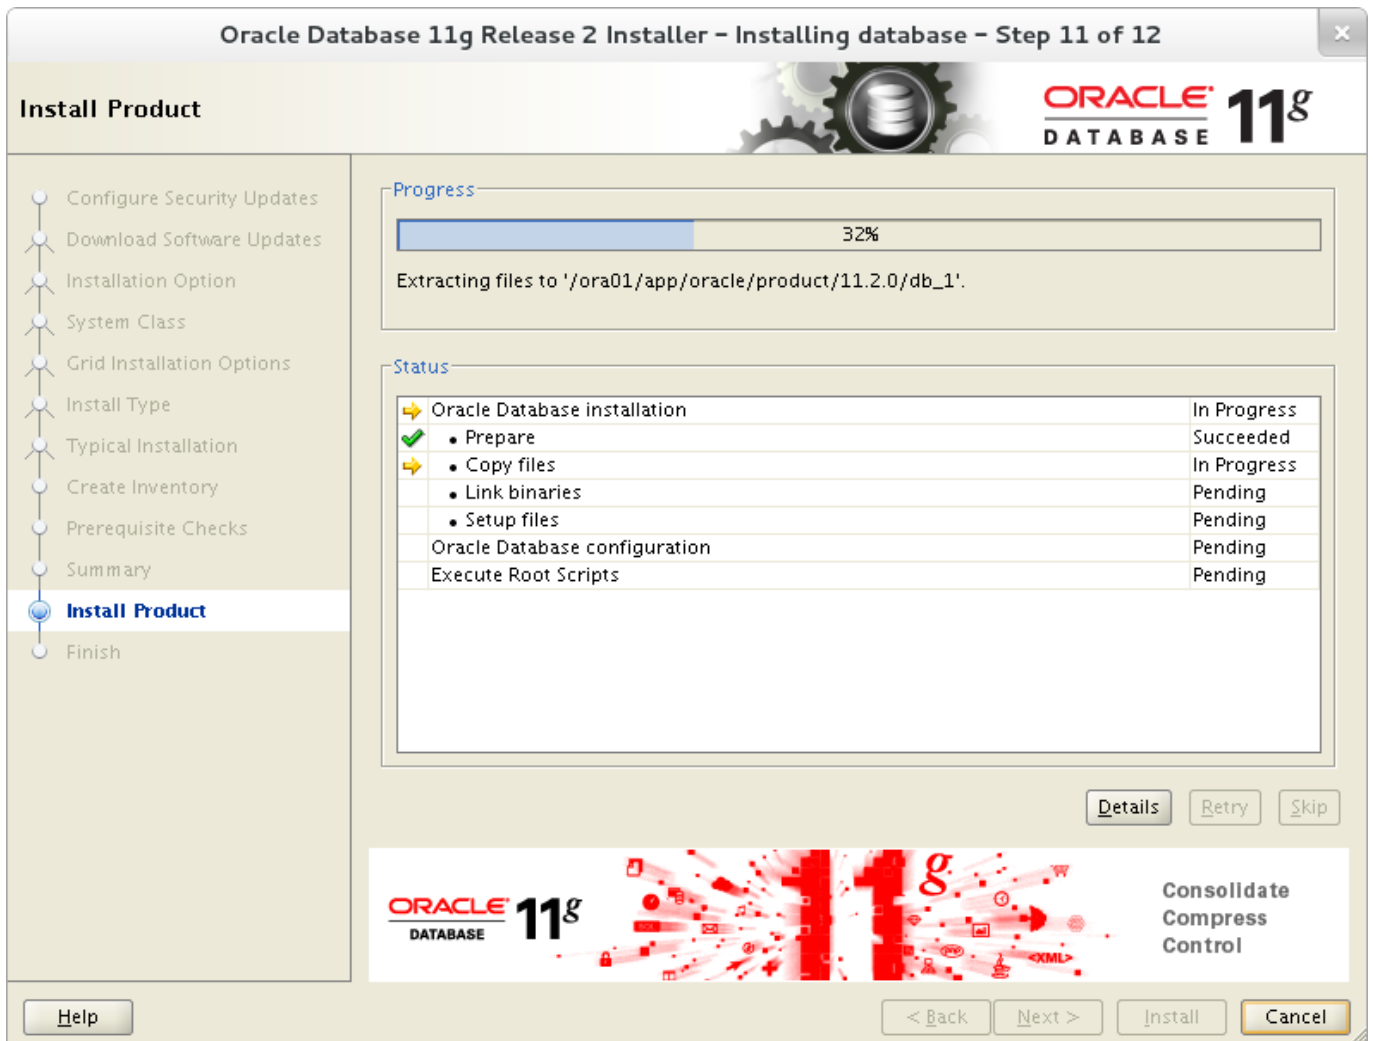 Oracle Database 11g Release 2 Installer – Installing database – Step 11 of 12
Install Product
ORACLE 11g
DATABASE
Configure Security Updates
Download Software Updates
Installation Option
System Class
Grid Installation Options
Install Type
Typical Installation
Create Inventory
Prerequisite Checks
Summary
Install Product
Finish
Progress
32%
Extracting files to '/ora01/app/oracle/product/11.2.0/db_1'.
Status
Oracle Database installation In Progress
• Prepare Succeeded
• Copy files In Progress
• Link binaries Pending
• Setup files Pending
Oracle Database configuration Pending
Execute Root Scripts Pending
Details Retry Skip
ORACLE 11g
DATABASE
11g
php
<XML>
Consolidate
Compress
Control
Help < Back Next > Install Cancel